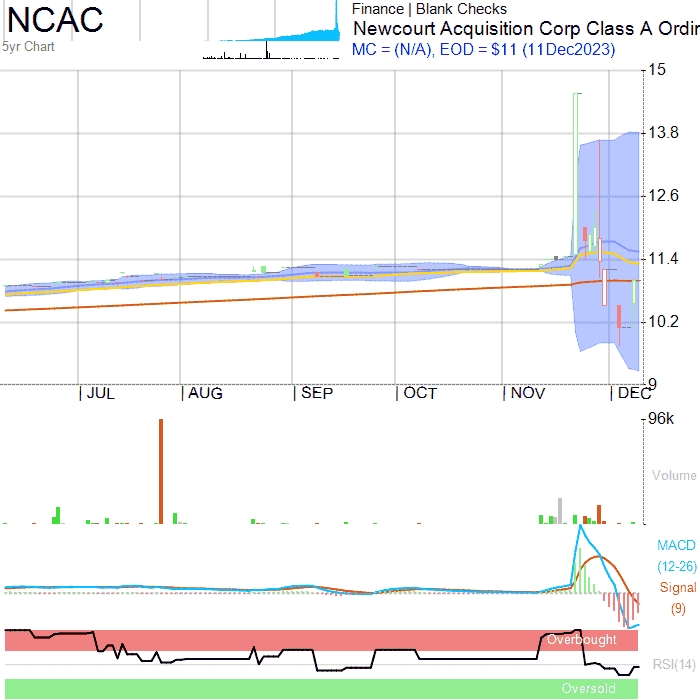 NCAC
5yr Chart
Finance | Blank Checks
Newcourt Acquisition Corp Class A Ordin
MC = (N/A), EOD = $11 (11Dec2023)
15
13.8
12.6
11.4
10.2
9
JUL
AUG
SEP
OCT
NOV
DEC
96k
Volume
MACD
(12-26)
Signal
(9)
Overbought
RSI(14)
Oversold